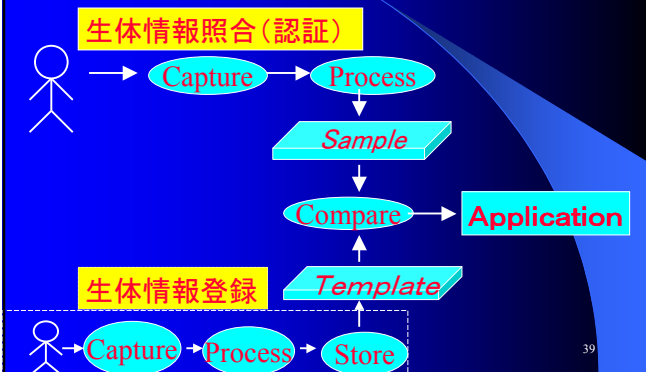 生体情報照合（認証）
Capture
Process
Sample
Compare
Application
生体情報登録
Template
Capture
Process
Store
39